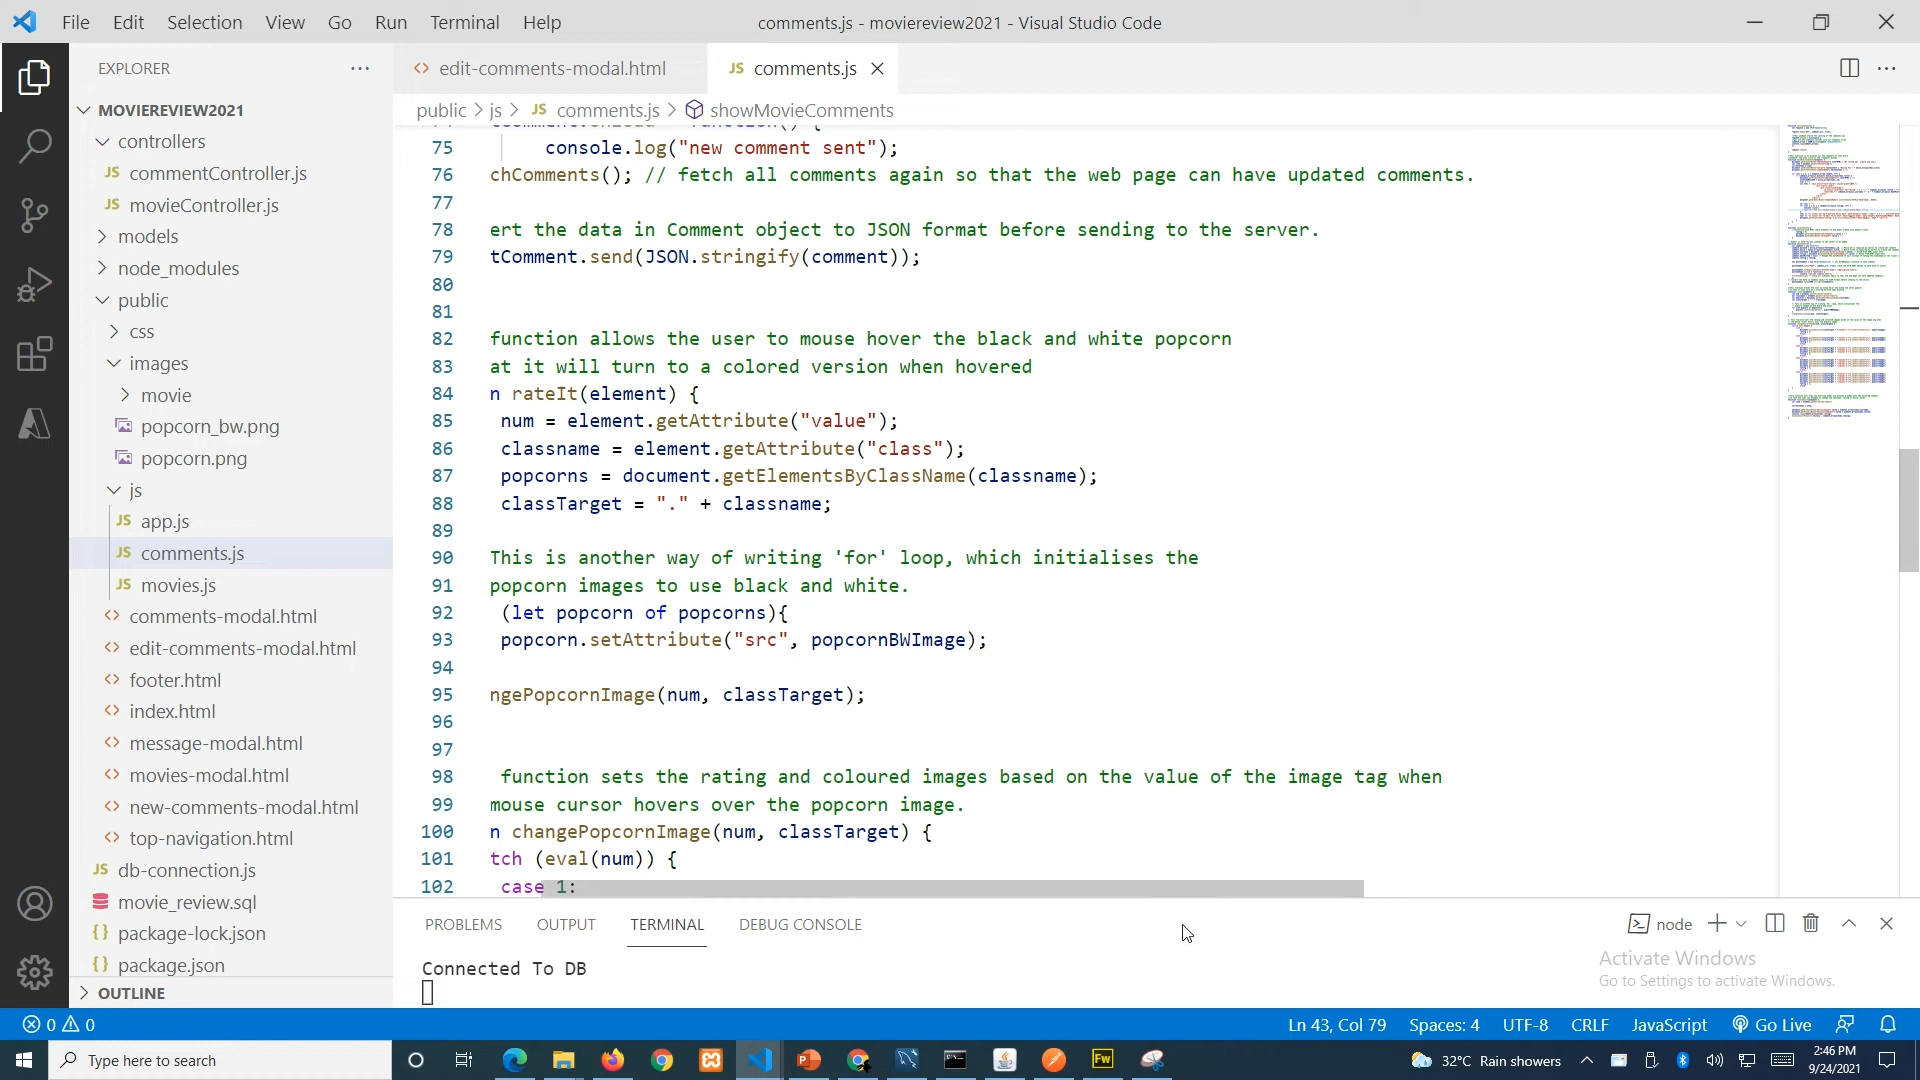 File Edit Selection View Go Run Terminal Help
comments.js - moviereview2021 - Visual Studio Code
EXPLORER
MOVIEREVIEW2021
controllers
JS commentController.js
JS movieController.js
models
node_modules
public
css
images
movie
popcorn_bw.png
popcorn.png
js
JS app.js
JS comments.js
JS movies.js
<> comments-modal.html
<> edit-comments-modal.html
<> footer.html
<> index.html
<> message-modal.html
<> movies-modal.html
<> new-comments-modal.html
<> top-navigation.html
JS db-connection.js
movie_review.sql
{} package-lock.json
{} package.json
OUTLINE
<> edit-comments-modal.html
JS comments.js
public > js > JS comments.js > showMovieComments
75 console.log("new comment sent");
76 chComments(); // fetch all comments again so that the web page can have updated comments.
77
78 ert the data in Comment object to JSON format before sending to the server.
79 tComment.send(JSON.stringify(comment));
80
81
82 function allows the user to mouse hover the black and white popcorn
83 at it will turn to a colored version when hovered
84 n rateIt(element) {
85 num = element.getAttribute("value");
86 classname = element.getAttribute("class");
87 popcorns = document.getElementsByClassName(classname);
88 classTarget = "." + classname;
89
90 This is another way of writing 'for' loop, which initialises the
91 popcorn images to use black and white.
92 (let popcorn of popcorns){
93 popcorn.setAttribute("src", popcornBWImage);
94
95 ngePopcornImage(num, classTarget);
96
97
98 function sets the rating and coloured images based on the value of the image tag when
99 mouse cursor hovers over the popcorn image.
100 n changePopcornImage(num, classTarget) {
101 tch (eval(num)) {
102 case 1:
PROBLEMS OUTPUT TERMINAL DEBUG CONSOLE
node
Connected To DB
Activate Windows
Go to Settings to activate Windows.
0 0
Ln 43, Col 79 Spaces: 4 UTF-8 CRLF JavaScript Go Live
Type here to search
Fw
32°C Rain showers
2:46 PM
9/24/2021